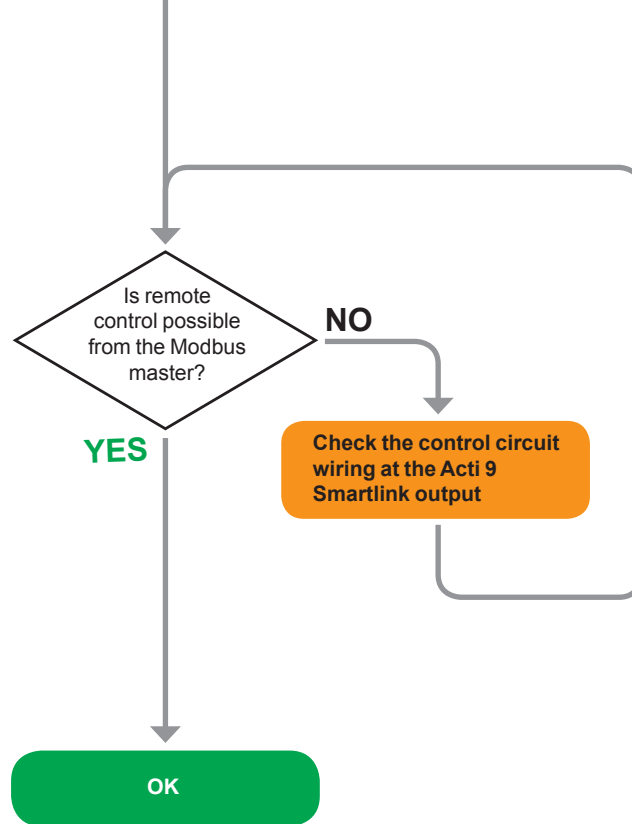 Is remote
control possible
from the Modbus
master?
NO
YES
Check the control circuit
wiring at the Acti 9
Smartlink output
OK